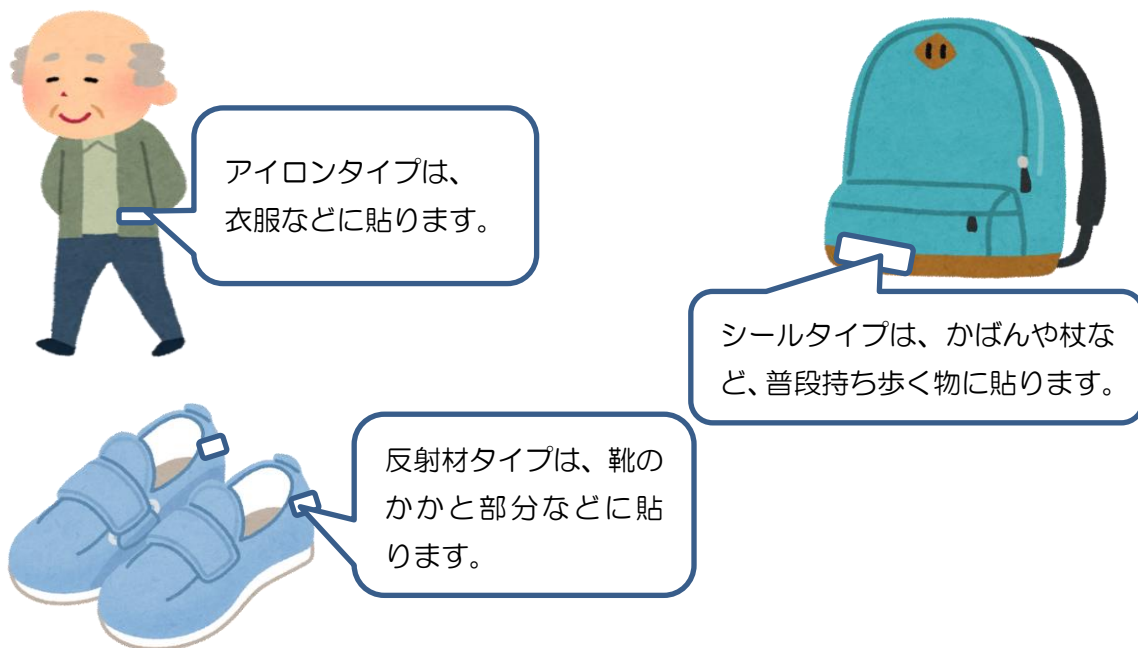 アイロンタイプは、
衣服などに貼ります。
シールタイプは、かばんや杖な
ど、普段持ち歩く物に貼ります。
反射材タイプは、靴の
かかと部分などに貼
ります。